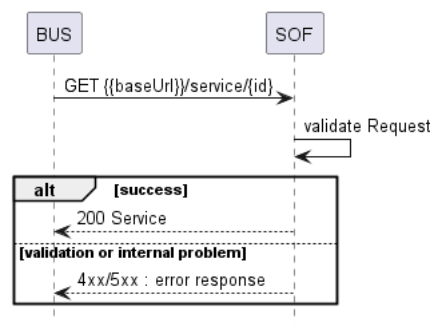 BUS SOF
GET {{baseUrl}}/service/{id}
validate Request
alt [success]
200 Service
[validation or internal problem]
4xx/5xx : error response